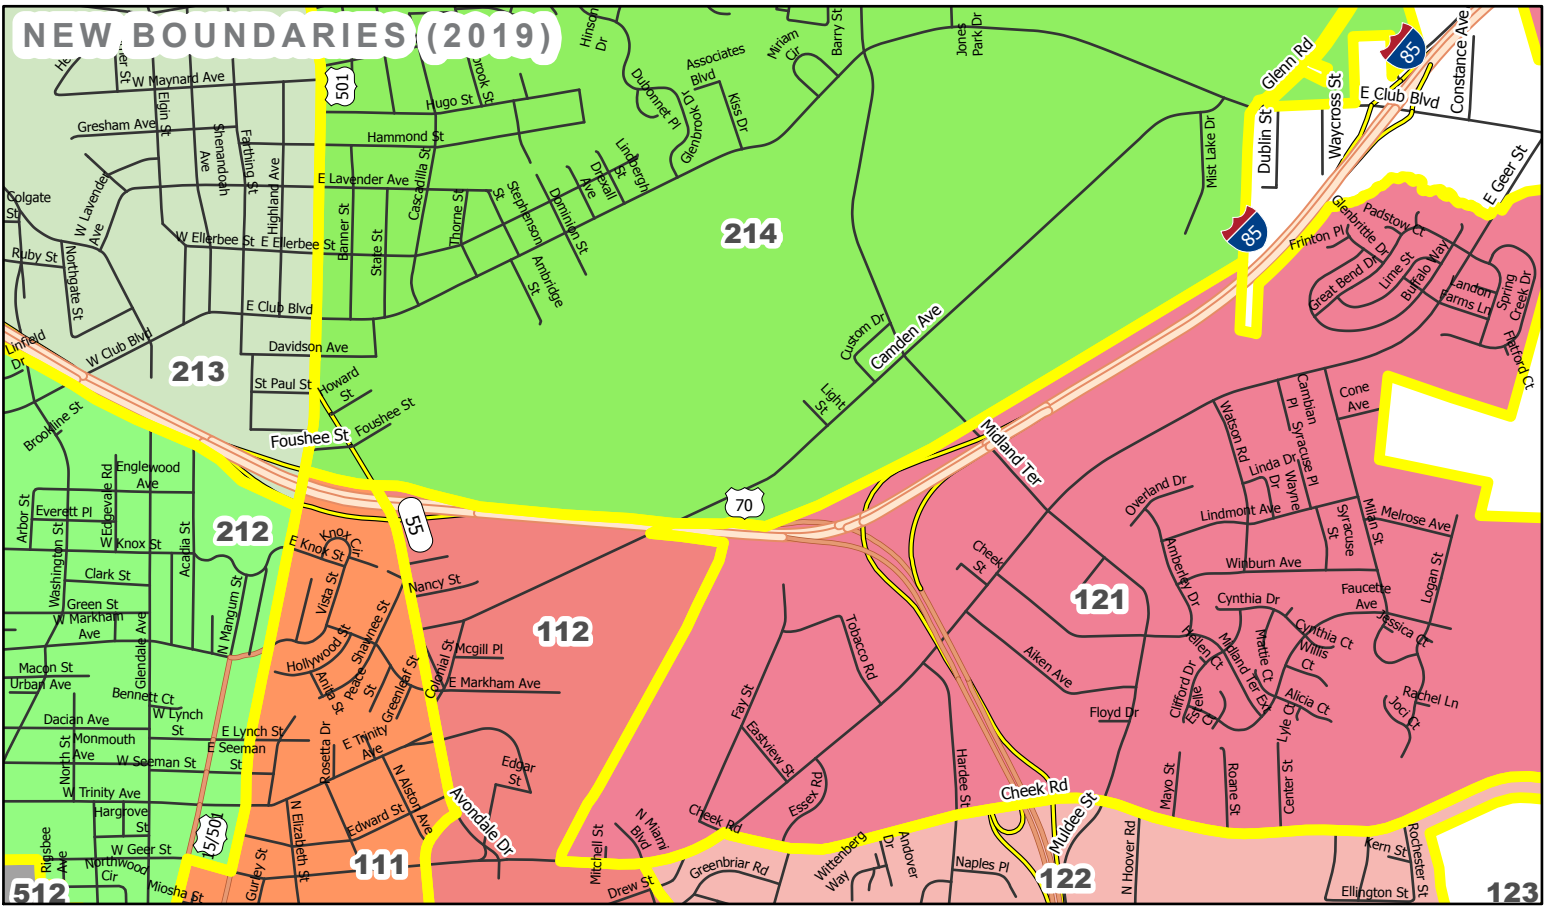 NEW BOUNDARIES (2019)
Hinson
Dr
Associates
Blvd
Miriam
Cir
Barry St
Jones
Park Dr
Glenn Rd
85
Constance Ave
W Maynard Ave
501
Hugo St
Dubonnet Pl
Glenbrook Dr
Kiss Dr
E Club Blvd
Waycross St
Dublin St
Elgin St
Gresham Ave
Shenandoah
Ave
Farthing St
Highland Ave
Hammond St
Cascadilla St
Lindbergh
St
Drexall
Ave
Mist Lake Dr
E Geer St
Colgate
St
W Lavender
Ave
E Lavender Ave
Banner St
State St
Thorne St
Stephenson
St
Dominion St
214
85
Glenbrittle Dr
Padstow Ct
Frinton Pl
W Ellerbee St
E Ellerbee St
Ruby St
Northgate St
Ambridge
St
Great Bend Dr
Lime St
Buffalo Way
Landon
Farms Ln
Spring
Creek Dr
Flatford Ct
E Club Blvd
Linfield
Dr
W Club Blvd
Davidson Ave
213
St Paul St
Howard
St
Foushee St
Foushee St
Custom Dr
Camden Ave
Light
St
Midland Ter
Brookline St
Watson Rd
Cambian
Pl
Syracuse Pl
Cone
Ave
Linda Dr
Wayne
Dr
Overland Dr
Lindmont Ave
Syracuse
St
Milan St
Melrose Ave
Englewood
Ave
Edgevale Rd
Arbor St
Everett Pl
Washington St
W Knox St
Acadia St
212
55
70
E Knox St
Knox Cir
Clark St
Green St
W Markham
Ave
Glendale Ave
N Mangum St
Vista St
Nancy St
112
Cheek
St
121
Amberley Dr
Winburn Ave
Logan St
Faucette
Ave
Cynthia Dr
Jessica Ct
Cynthia Ct
Willis
Ct
Mattie Ct
Helen Ct
Midland Ter Ext
Tobacco Rd
Aiken Ave
Hollywood St
Shawnee St
Peace
St
Anita St
Greenleaf St
Colonial St
Mcgill Pl
E Markham Ave
Macon St
Urban Ave
Bennett Ct
W Lynch
St
Dacian Ave
Monmouth
Ave
North St
E Lynch St
E Seeman
St
W Seeman St
Rosetta Dr
E Trinity
Ave
Fay St
Eastview St
Floyd Dr
Clifford Dr
Estelle
Ct
Alicia Ct
Lyle Ct
Joci Ct
Rachel Ln
W Trinity Ave
Hargrove
St
15/501
N Elizabeth St
N Alston Ave
Edward St
Edgar
St
Avondale Dr
Essex Rd
Hardee St
Cheek Rd
Cheek Rd
Muldee St
Mayo St
Roane St
Center St
Rigsbee
Ave
W Geer St
Northwood
Cir
Miosha St
Gurley St
111
Mitchell St
N Miami
Blvd
Drew St
Greenbriar Rd
Wittenberg
Way
Andover
Dr
Naples Pl
122
N Hoover Rd
Kern St
Ellington St
Rochester St
512
123